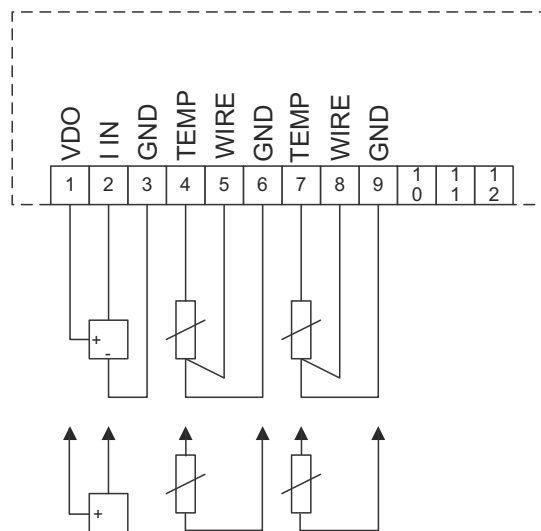 VDO
I IN
GND
TEMP
WIRE
GND
TEMP
WIRE
GND
1 2 3 4 5 6 7 8 9 10 11 12
+
-
+